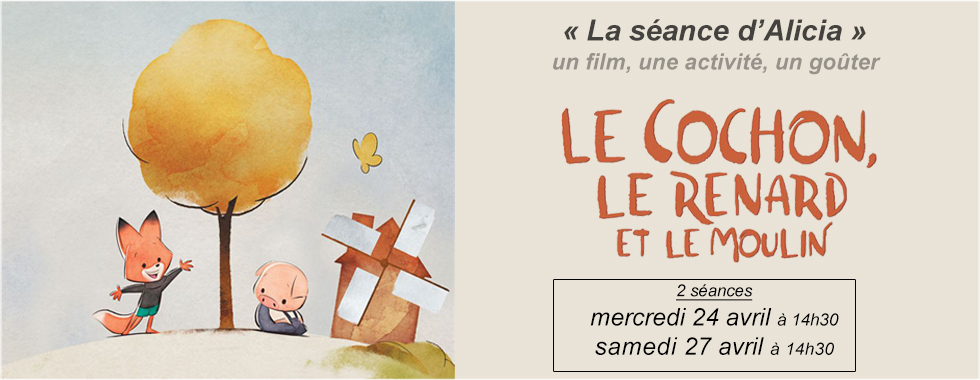 « La séance d’Alicia »
un film, une activité, un goûter
LE COCHON,
LE RENARD
ET LE MOULIN
2 séances
mercredi 24 avril à 14h30
samedi 27 avril à 14h30